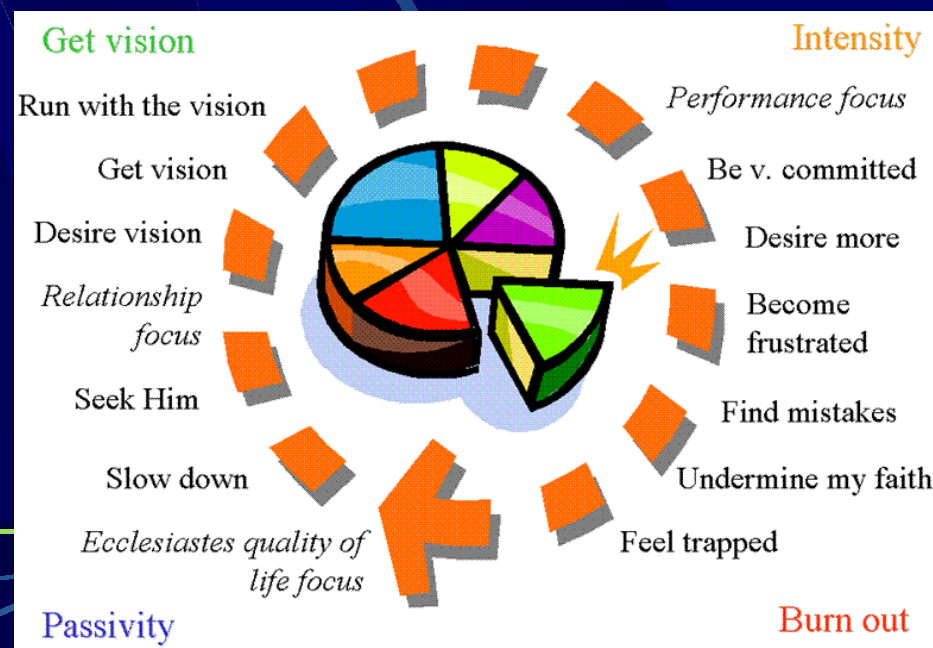 Get vision
Intensity
Run with the vision
Performance focus
Get vision
Be v. committed
Desire vision
Desire more
Relationship
focus
Become
frustrated
Seek Him
Find mistakes
Slow down
Undermine my faith
Ecclesiastes quality of
life focus
Feel trapped
Passivity
Burn out